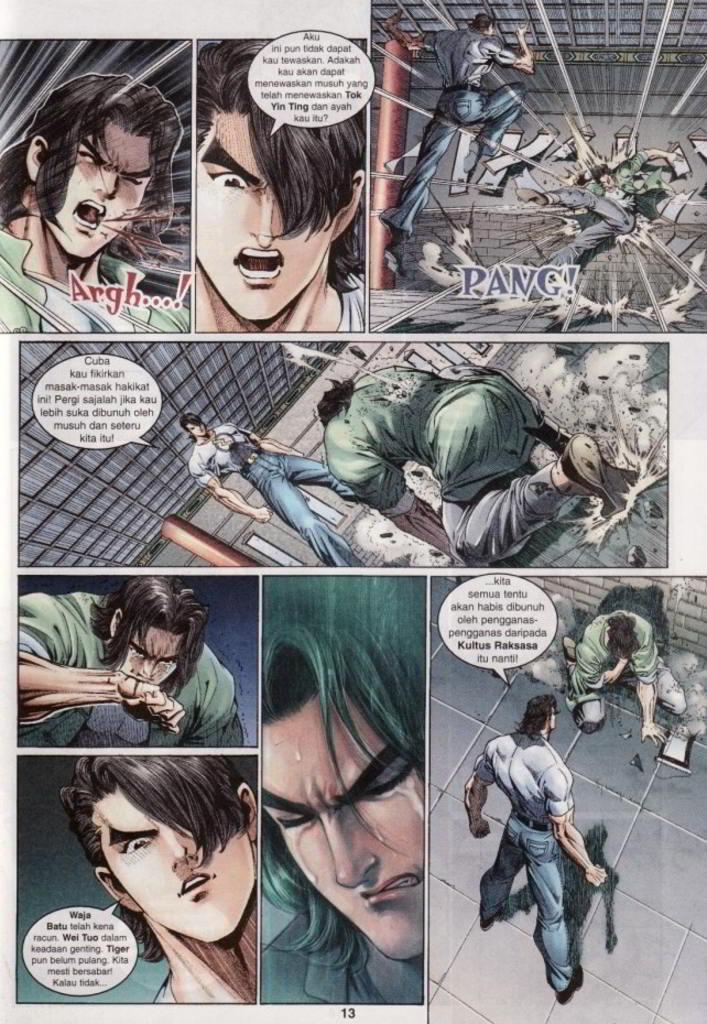 Argh....!
Aku
ini pun tidak dapat
kau tewaskan. Adakah
kau akan dapat
menewaskan musuh yang
telah menewaskan Tok
Yin Ting dan ayah
kau itu?
PANG!
Cuba
kau fikirkan
masak-masak hakikat
ini! Pergi sajalah jika kau
lebih suka dibunuh oleh
musuh dan seteru
kita itu!
Waja
Batu telah kena
racun. Wei Tuo dalam
keadaan genting. Tiger
pun belum pulang. Kita
mesti bersabar!
Kalau tidak...
...kita
semua tentu
akan habis dibunuh
oleh pengganas-
pengganas daripada
Kultus Raksasa
itu nanti!
13